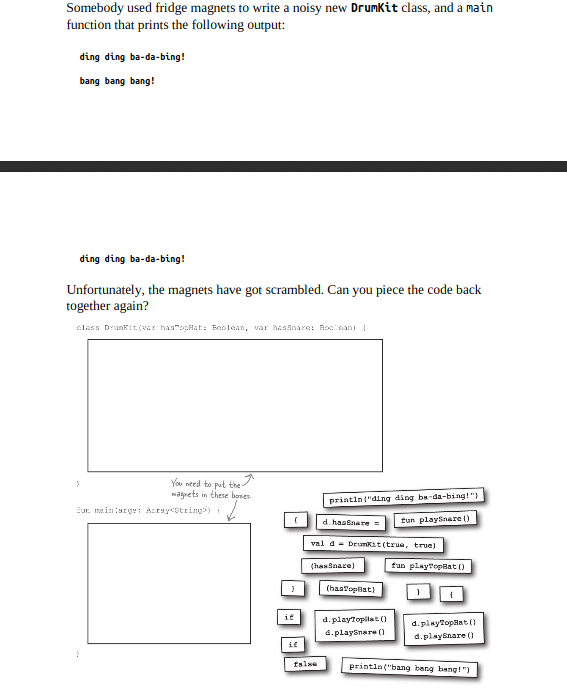 Somebody used fridge magnets to write a noisy new DrumKit class, and a main
function that prints the following output:
ding ding ba-da-bing!
bang bang bang!
ding ding ba-da-bing!
Unfortunately, the magnets have got scrambled. Can you piece the code back
together again?
class DrumKit(var hasTopHat: Boolean, var hasSnare: Boolean) {
}
You need to put the
magnets in these boxes.
fun main(args: Array<String>) {
}
println("ding ding ba-da-bing!")
{
d.hasSnare =
fun playSnare()
val d = DrumKit(true, true)
(hasSnare)
fun playTopHat()
}
(hasTopHat)
}
{
if
d.playTopHat()
d.playSnare()
d.playTopHat()
d.playSnare()
if
false
println("bang bang bang!")